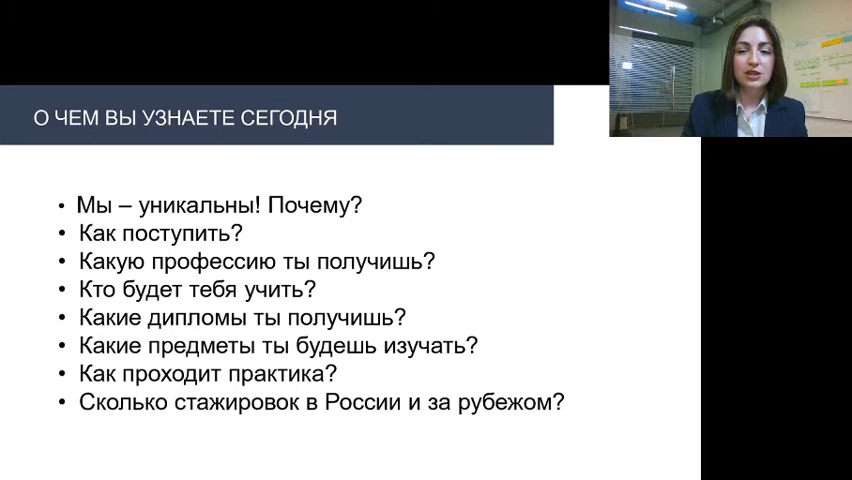 О ЧЕМ ВЫ УЗНАЕТЕ СЕГОДНЯ
• Мы – уникальны! Почему?
• Как поступить?
• Какую профессию ты получишь?
• Кто будет тебя учить?
• Какие дипломы ты получишь?
• Какие предметы ты будешь изучать?
• Как проходит практика?
• Сколько стажировок в России и за рубежом?